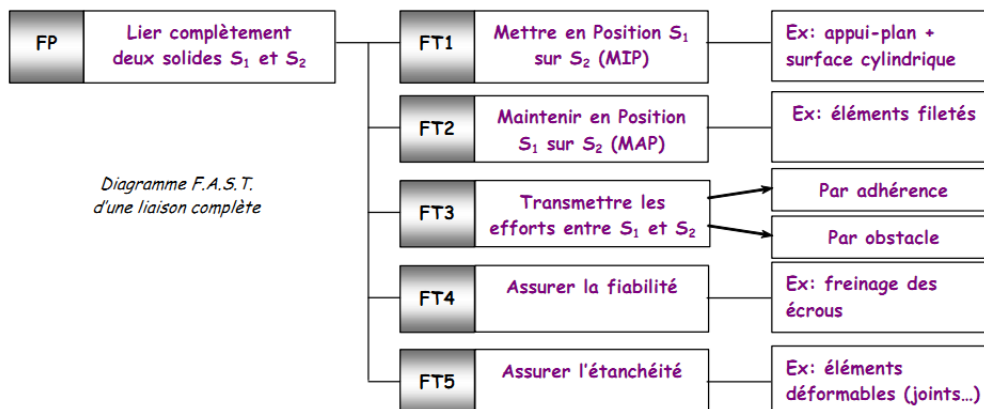 FP
Lier complètement
deux solides S₁ et S₂
FT1
Mettre en Position S₁
sur S₂ (MIP)
Ex: appui-plan +
surface cylindrique
FT2
Maintenir en Position
S₁ sur S₂ (MAP)
Ex: éléments filetés
Diagramme F.A.S.T.
d'une liaison complète
FT3
Transmettre les
efforts entre S₁ et S₂
Par adhérence
Par obstacle
FT4
Assurer la fiabilité
Ex: freinage des
écrous
FT5
Assurer l'étanchéité
Ex: éléments
déformables (joints…)